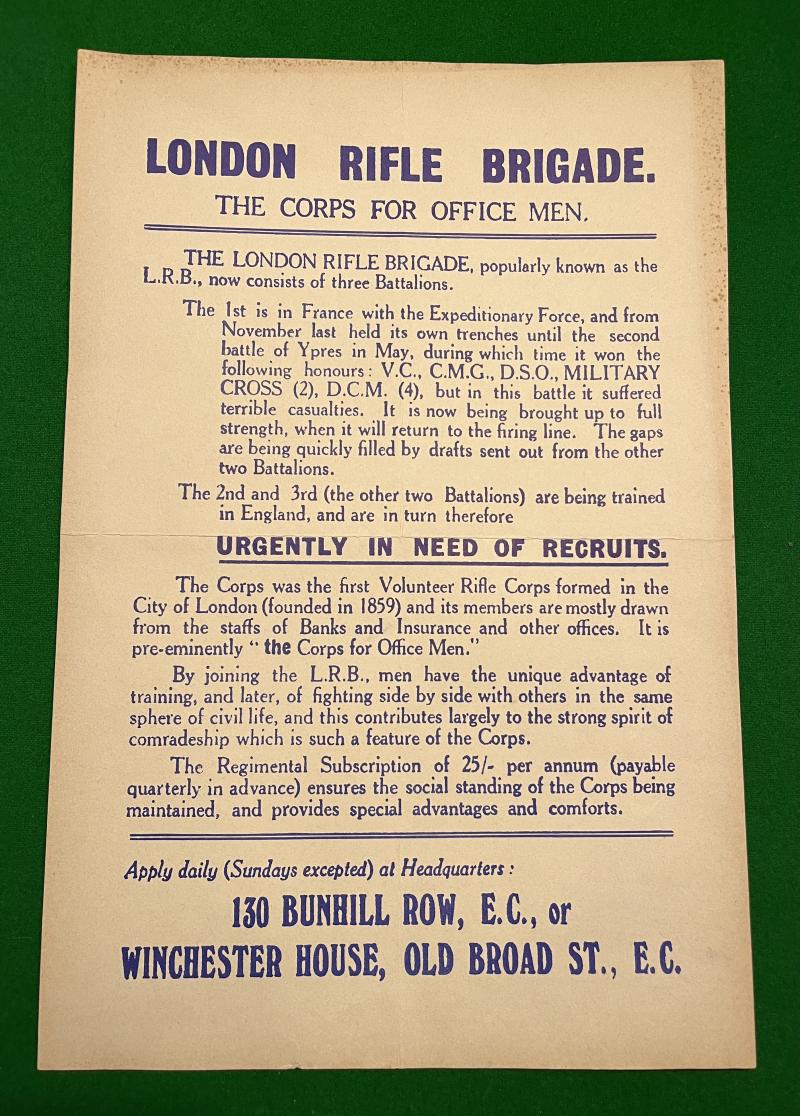 LONDON RIFLE BRIGADE.
THE CORPS FOR OFFICE MEN.
THE LONDON RIFLE BRIGADE, popularly known as the
L.R.B., now consists of three Battalions.
The 1st is in France with the Expeditionary Force, and from
November last held its own trenches until the second
battle of Ypres in May, during which time it won the
following honours: V.C., C.M.G., D.S.O., MILITARY
CROSS (2), D.C.M. (4), but in this battle it suffered
terrible casualties. It is now being brought up to full
strength, when it will return to the firing line. The gaps
are being quickly filled by drafts sent out from the other
two Battalions.
The 2nd and 3rd (the other two Battalions) are being trained
in England, and are in turn therefore
URGENTLY IN NEED OF RECRUITS.
The Corps was the first Volunteer Rifle Corps formed in the
City of London (founded in 1859) and its members are mostly drawn
from the staffs of Banks and Insurance and other offices. It is
pre-eminently "the Corps for Office Men."
By joining the L.R.B., men have the unique advantage of
training, and later, of fighting side by side with others in the same
sphere of civil life, and this contributes largely to the strong spirit of
comradeship which is such a feature of the Corps.
The Regimental Subscription of 25/- per annum (payable
quarterly in advance) ensures the social standing of the Corps being
maintained, and provides special advantages and comforts.
Apply daily (Sundays excepted) at Headquarters:
130 BUNHILL ROW, E.C., or
WINCHESTER HOUSE, OLD BROAD ST., E.C.